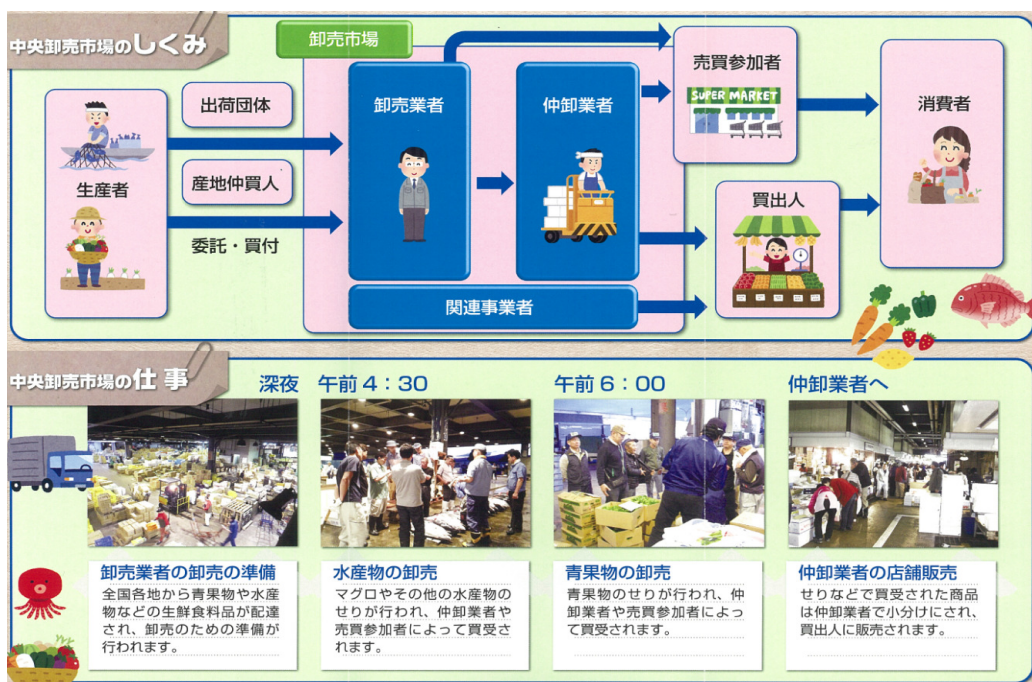 中央卸売市場のしくみ
卸売市場
出荷団体
生産者
産地仲買人
委託・買付
卸売業者
仲卸業者
関連事業者
売買参加者
SUPER MARKET
買出人
消費者
中央卸売市場の仕事
深夜
卸売業者の卸売の準備
全国各地から青果物や水産
物などの生鮮食料品が配達
され、卸売のための準備が
行われます。
午前4：30
水産物の卸売
マグロやその他の水産物の
せりが行われ、仲卸業者や
売買参加者によって買受さ
れます。
午前6：00
青果物の卸売
青果物のせりが行われ、仲
卸業者や売買参加者によっ
て買受されます。
仲卸業者へ
仲卸業者の店舗販売
せりなどで買受された商品
は仲卸業者で小分けにされ、
買出人に販売されます。